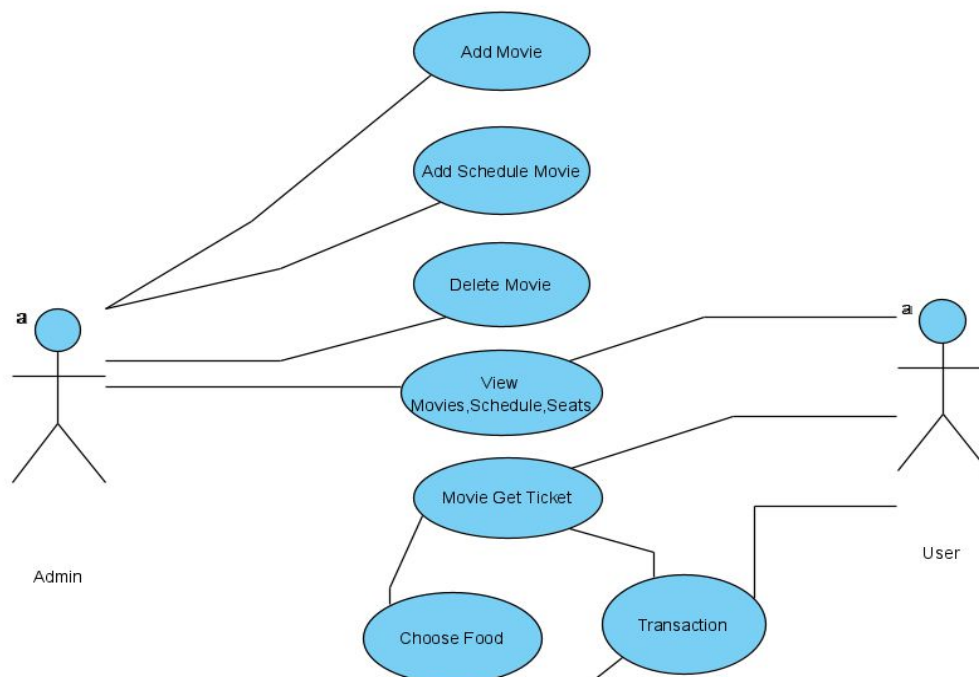 Add Movie
Add Schedule Movie
Delete Movie
a
a
View
Movies,Schedule,Seats
Movie Get Ticket
Admin
User
Choose Food
Transaction